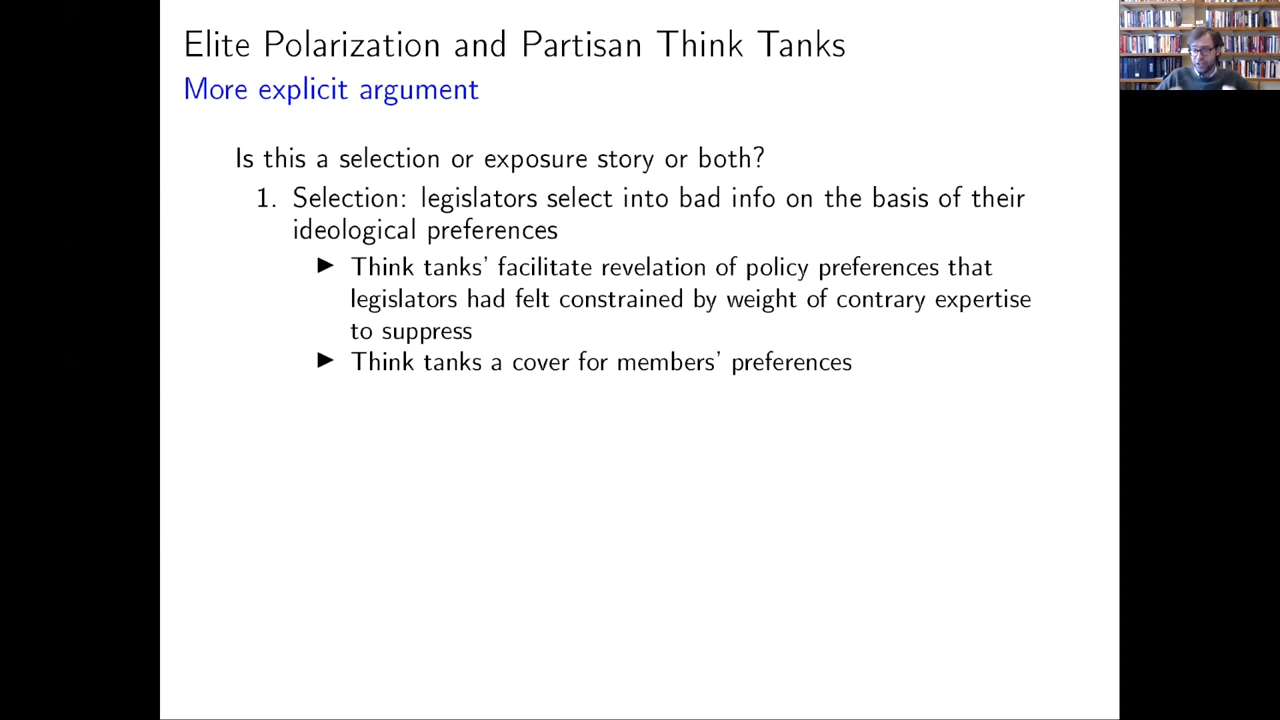 Elite Polarization and Partisan Think Tanks
More explicit argument
Is this a selection or exposure story or both?
1. Selection: legislators select into bad info on the basis of their
ideological preferences
▶ Think tanks' facilitate revelation of policy preferences that
legislators had felt constrained by weight of contrary expertise
to suppress
▶ Think tanks a cover for members' preferences